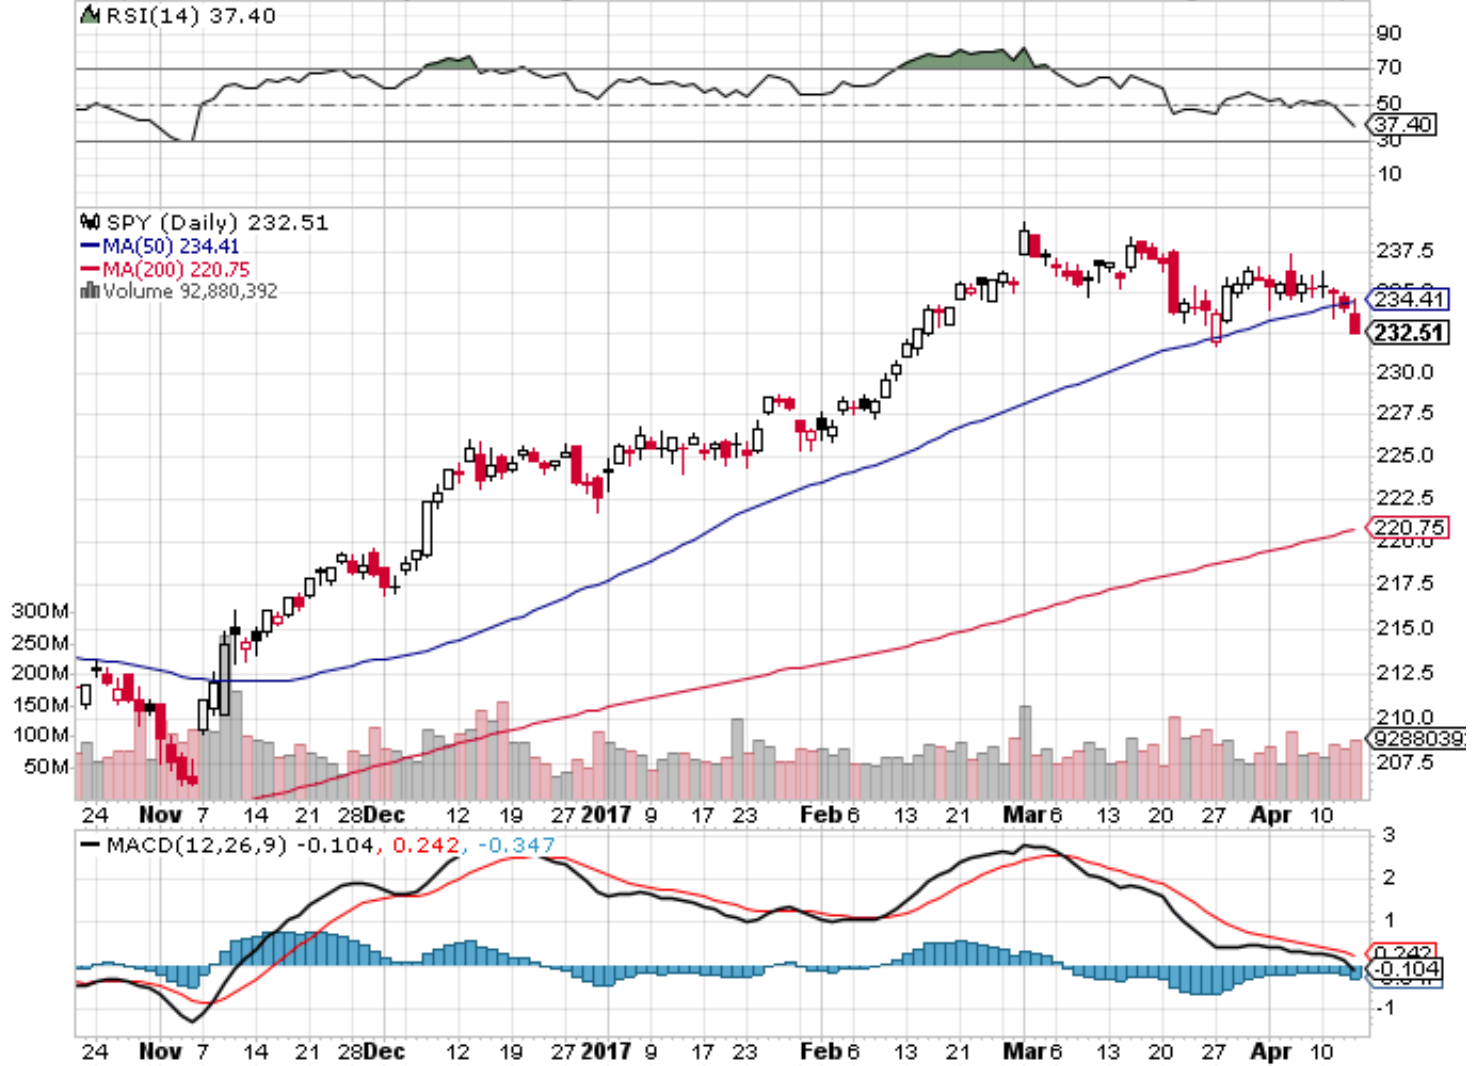 RSI(14) 37.40
90
70
50
37.40
30
10
SPY (Daily) 232.51
MA(50) 234.41
MA(200) 220.75
Volume 92,880,392
237.5
234.41
232.51
230.0
227.5
225.0
222.5
220.75
220.0
217.5
300M
215.0
250M
200M
212.5
150M
210.0
100M
50M
207.5
24 Nov 7 14 21 28 Dec 12 19 27 2017 9 17 23 Feb 6 13 21 Mar 6 13 20 27 Apr 10
MACD(12,26,9) -0.104, 0.242, -0.347
3
2
1
0.242
-0.104
-1
24 Nov 7 14 21 28 Dec 12 19 27 2017 9 17 23 Feb 6 13 21 Mar 6 13 20 27 Apr 10